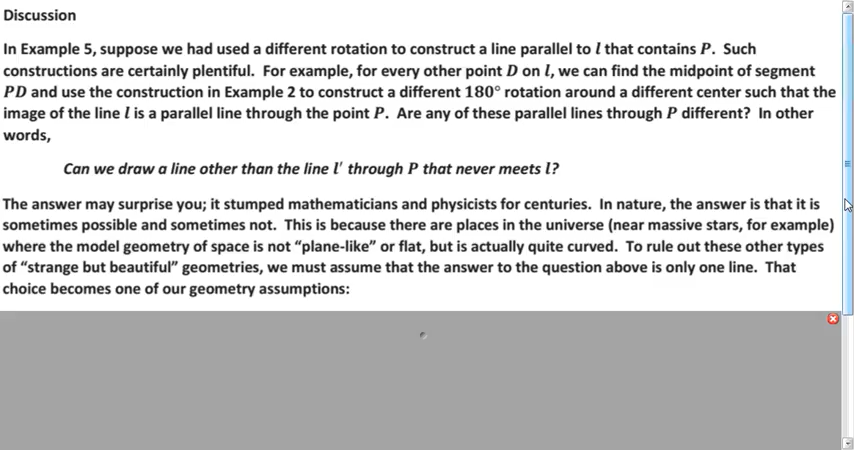 Discussion
In Example 5, suppose we had used a different rotation to construct a line parallel to l that contains P. Such
constructions are certainly plentiful. For example, for every other point D on l, we can find the midpoint of segment
PD and use the construction in Example 2 to construct a different 180° rotation around a different center such that the
image of the line l is a parallel line through the point P. Are any of these parallel lines through P different? In other
words,
Can we draw a line other than the line l′ through P that never meets l?
The answer may surprise you; it stumped mathematicians and physicists for centuries. In nature, the answer is that it is
sometimes possible and sometimes not. This is because there are places in the universe (near massive stars, for example)
where the model geometry of space is not “plane-like” or flat, but is actually quite curved. To rule out these other types
of “strange but beautiful” geometries, we must assume that the answer to the question above is only one line. That
choice becomes one of our geometry assumptions: